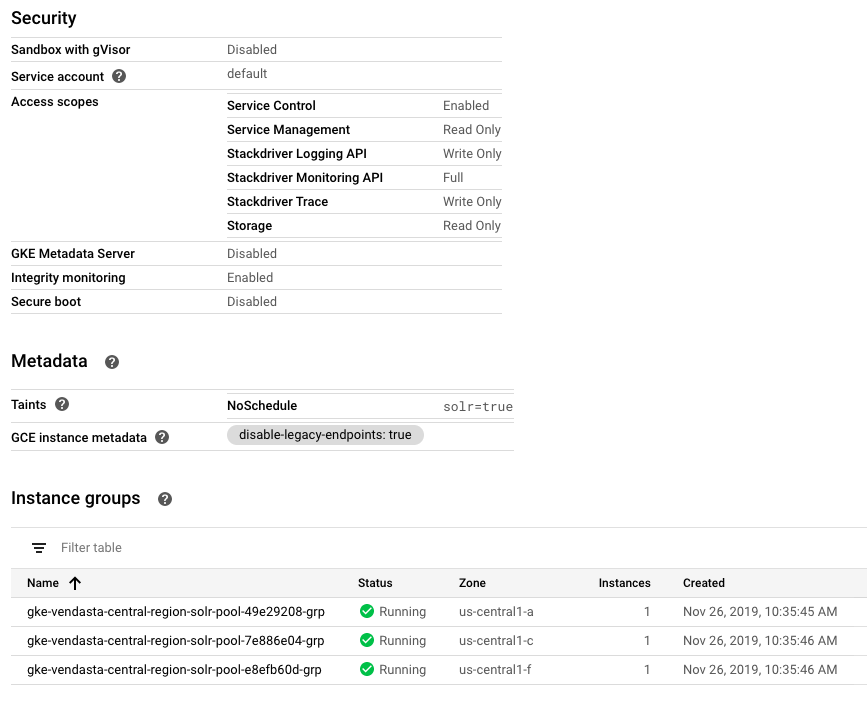 Security
Sandbox with gVisor Disabled
Service account default
Access scopes
Service Control Enabled
Service Management Read Only
Stackdriver Logging API Write Only
Stackdriver Monitoring API Full
Stackdriver Trace Write Only
Storage Read Only
GKE Metadata Server Disabled
Integrity monitoring Enabled
Secure boot Disabled
Metadata
Taints NoSchedule solr=true
GCE instance metadata disable-legacy-endpoints: true
Instance groups
Filter table
Name Status Zone Instances Created
gke-vendasta-central-region-solr-pool-49e29208-grp Running us-central1-a 1 Nov 26, 2019, 10:35:45 AM
gke-vendasta-central-region-solr-pool-7e886e04-grp Running us-central1-c 1 Nov 26, 2019, 10:35:46 AM
gke-vendasta-central-region-solr-pool-e8efb60d-grp Running us-central1-f 1 Nov 26, 2019, 10:35:46 AM